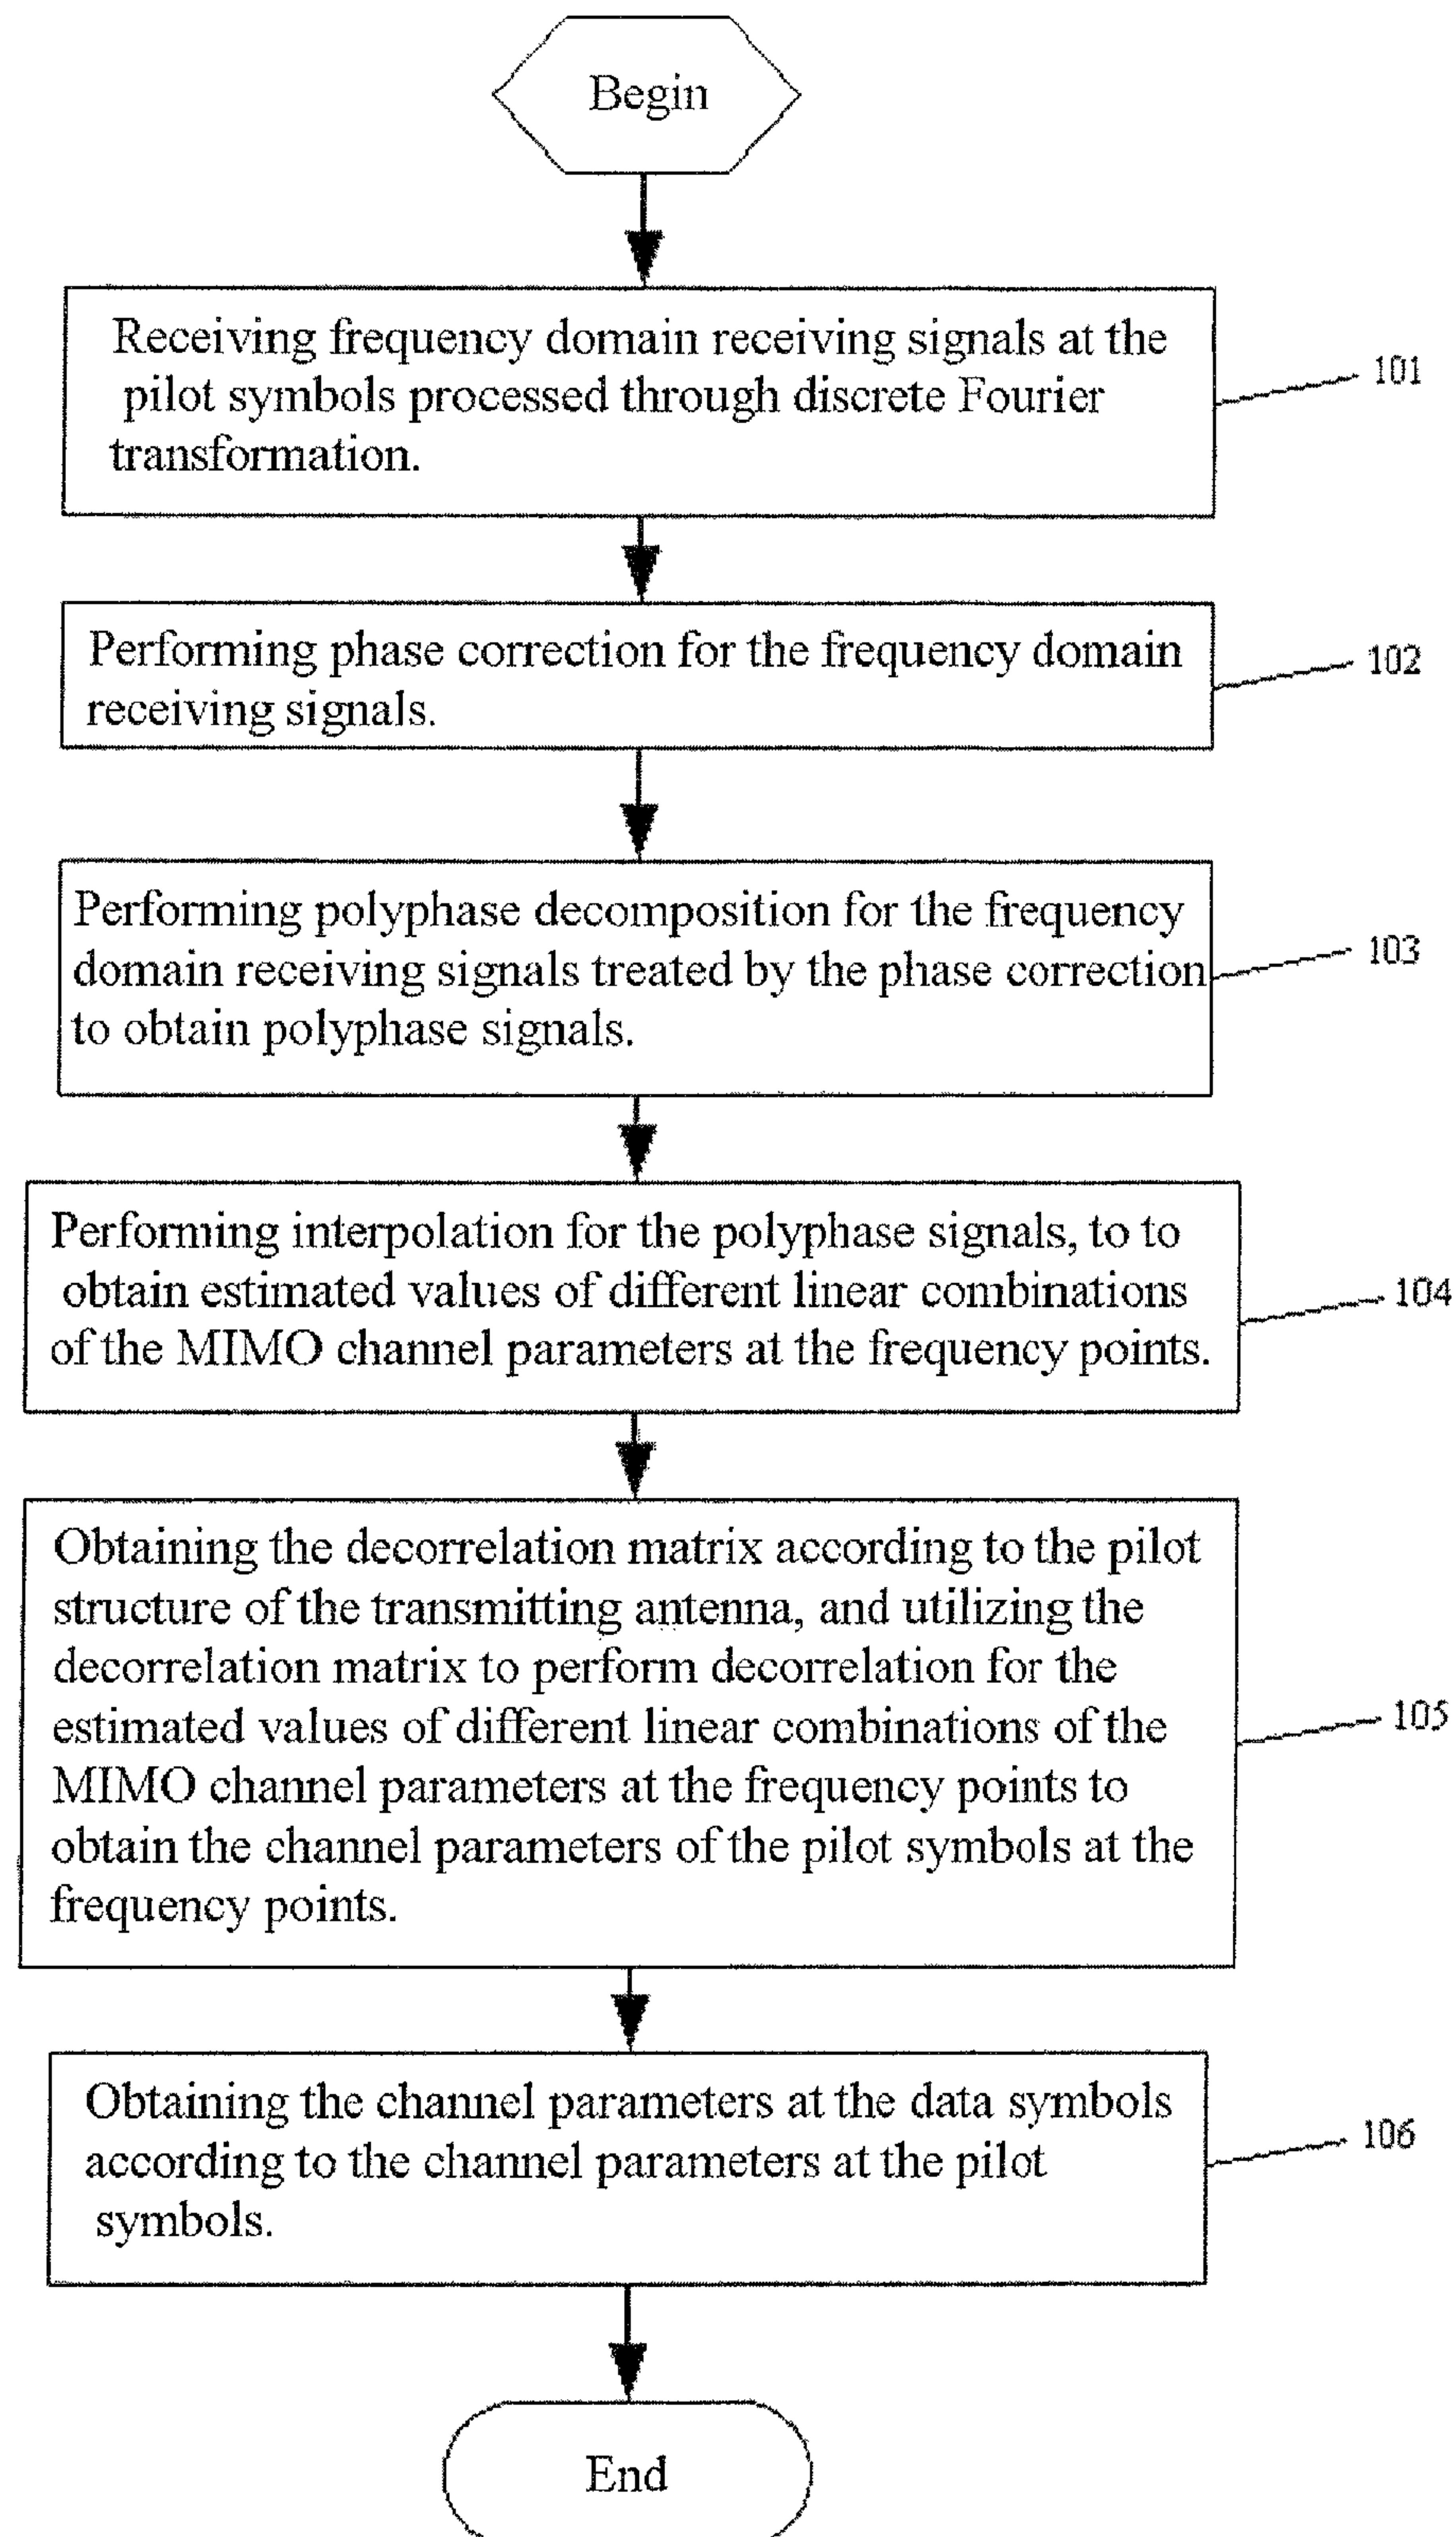 Begin
Receiving frequency domain receiving signals at the
pilot symbols processed through discrete Fourier
transformation.
101
Performing phase correction for the frequency domain
receiving signals.
102
Performing polyphase decomposition for the frequency
domain receiving signals treated by the phase correction
to obtain polyphase signals.
103
Performing interpolation for the polyphase signals, to to
obtain estimated values of different linear combinations
of the MIMO channel parameters at the frequency points.
104
Obtaining the decorrelation matrix according to the pilot
structure of the transmitting antenna, and utilizing the
decorrelation matrix to perform decorrelation for the
estimated values of different linear combinations of the
MIMO channel parameters at the frequency points to
obtain the channel parameters of the pilot symbols at the
frequency points.
105
Obtaining the channel parameters at the data symbols
according to the channel parameters at the pilot
symbols.
106
End